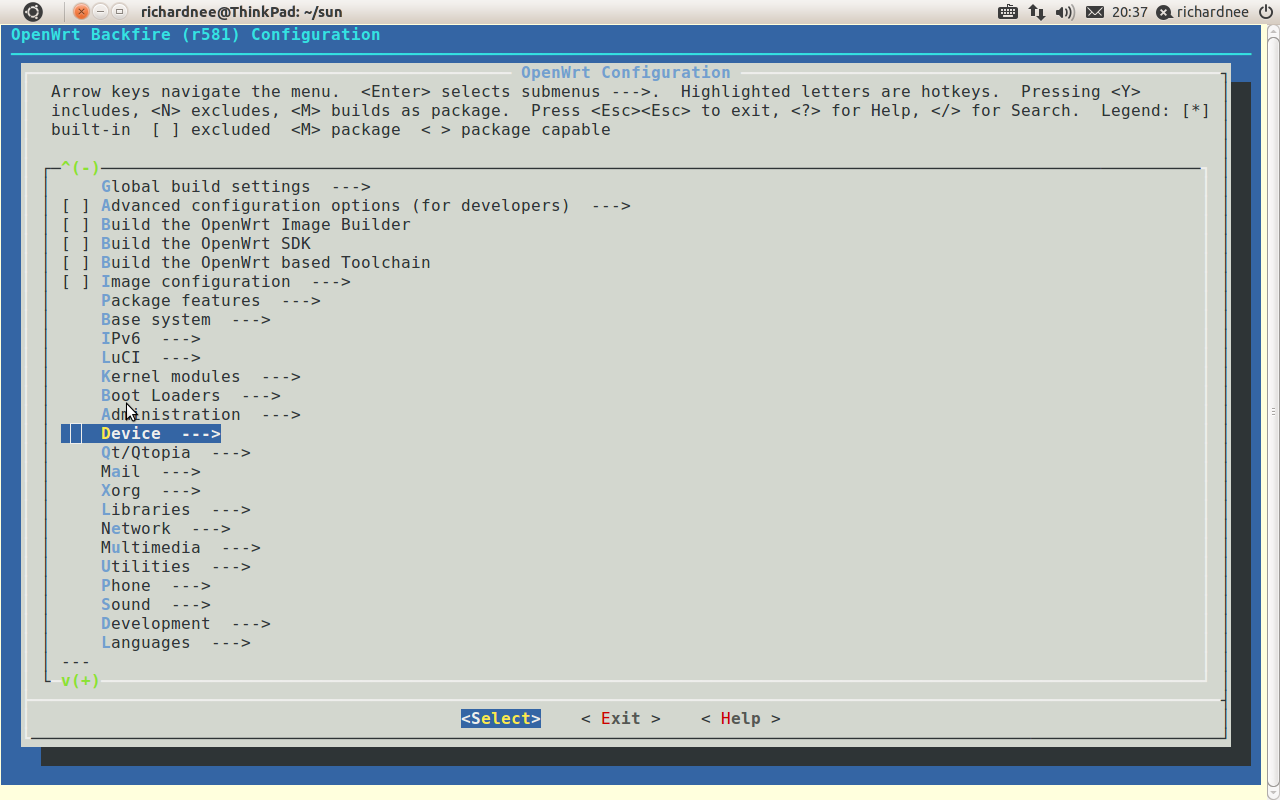 richardnee@ThinkPad: ~/sun 20:37 richardnee
OpenWrt Backfire (r581) Configuration
OpenWrt Configuration
Arrow keys navigate the menu.  <Enter> selects submenus --->.  Highlighted letters are hotkeys.  Pressing <Y>
includes, <N> excludes, <M> builds as package.  Press <Esc><Esc> to exit, <?> for Help, </> for Search.  Legend: [*]
built-in  [ ] excluded  <M> package  < > package capable
^(-)
Global build settings  --->
[ ] Advanced configuration options (for developers)  --->
[ ] Build the OpenWrt Image Builder
[ ] Build the OpenWrt SDK
[ ] Build the OpenWrt based Toolchain
[ ] Image configuration  --->
Package features  --->
Base system  --->
IPv6  --->
LuCI  --->
Kernel modules  --->
Boot Loaders  --->
Administration  --->
Device  --->
Qt/Qtopia  --->
Mail  --->
Xorg  --->
Libraries  --->
Network  --->
Multimedia  --->
Utilities  --->
Phone  --->
Sound  --->
Development  --->
Languages  --->
---
v(+)
<Select>    < Exit >    < Help >